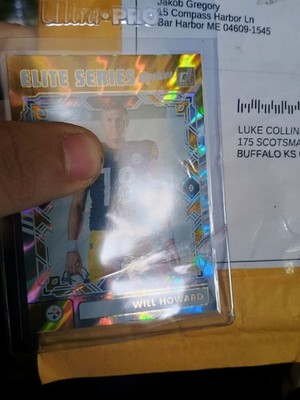 Ultra·PRO
Jakob Gregory
15 Compass Harbor Ln
Bar Harbor ME 04609-1545
ELITE SERIES
LUKE COLLIN
175 SCOTSMA
BUFFALO KS
18
WILL HOWARD